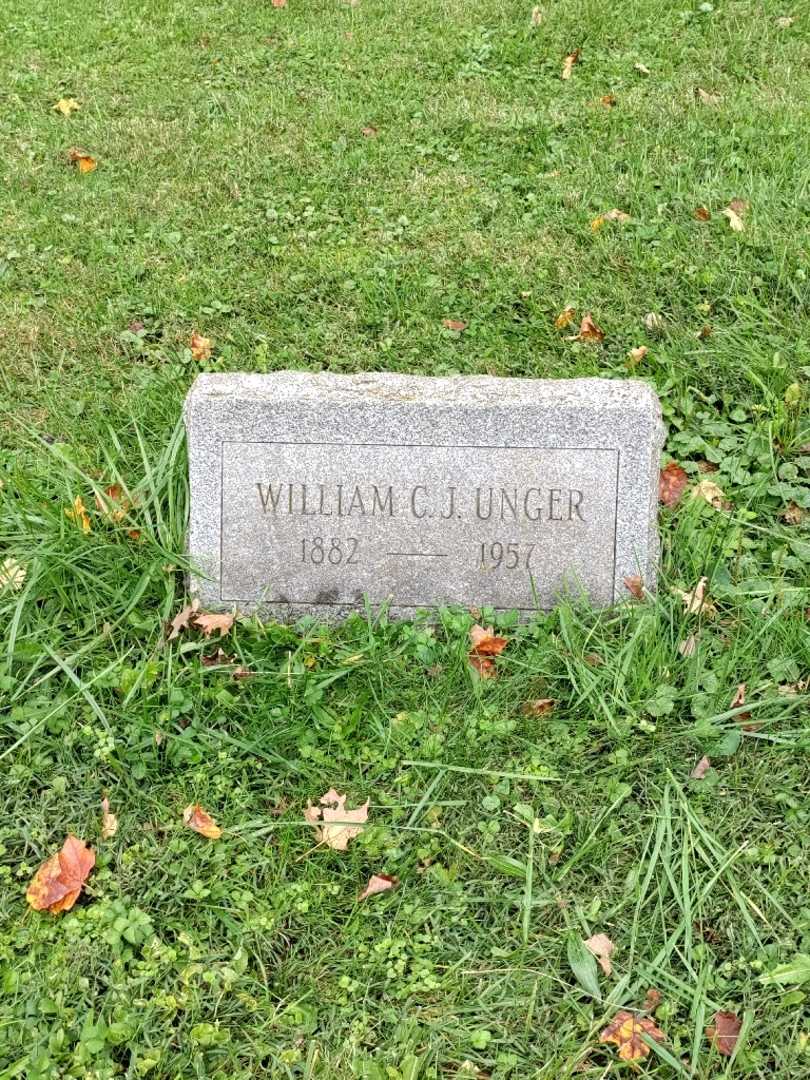 WILLIAM C. J. UNGER
1882 — 1957